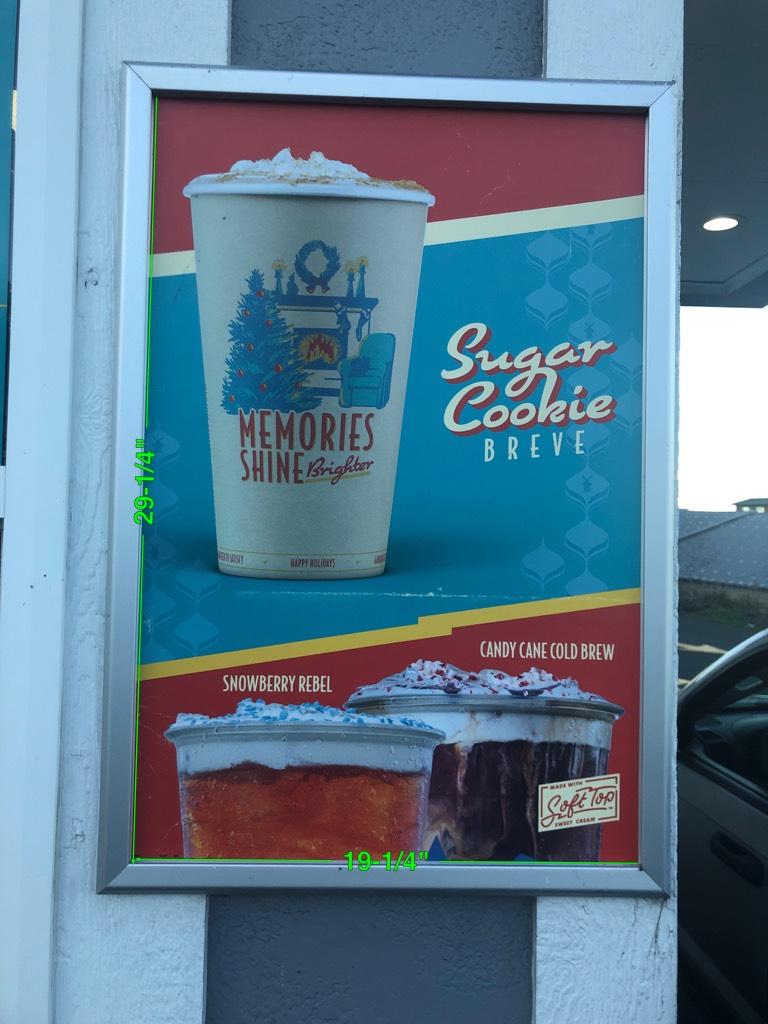 Sugar
Cookie
BREVE
MEMORIES
SHINE Brighter
HAPPY HOLIDAYS
29-1/4"
CANDY CANE COLD BREW
SNOWBERRY REBEL
MADE WITH
Soft Top
SWEET CREAM
19-1/4"